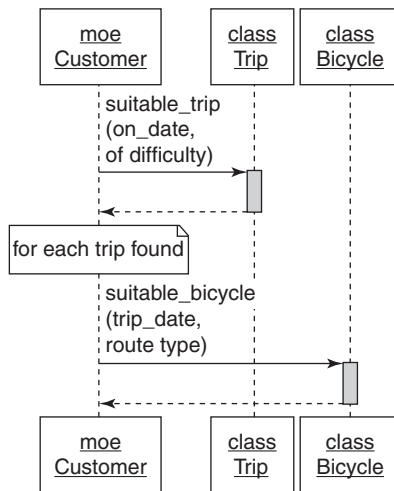 moe
Customer
class
Trip
class
Bicycle
suitable_trip
(on_date,
of difficulty)
for each trip found
suitable_bicycle
(trip_date,
route type)
moe
Customer
class
Trip
class
Bicycle